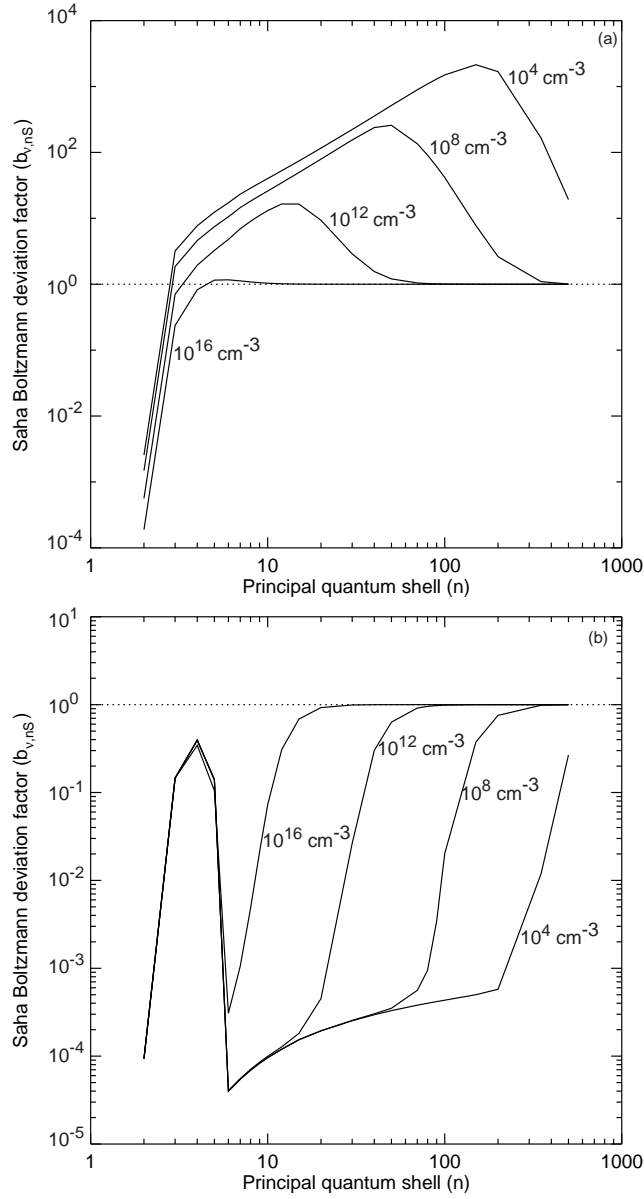 (a)
Saha Boltzmann deviation factor (b_{ν,nS})
10^4
10^2
10^0
10^-2
10^-4
10^4 cm^-3
10^8 cm^-3
10^12 cm^-3
10^16 cm^-3
1 10 100 1000
Principal quantum shell (n)
(b)
Saha Boltzmann deviation factor (b_{ν,nS})
10^1
10^0
10^-1
10^-2
10^-3
10^-4
10^-5
10^12 cm^-3
10^8 cm^-3
10^16 cm^-3
10^4 cm^-3
1 10 100 1000
Principal quantum shell (n)